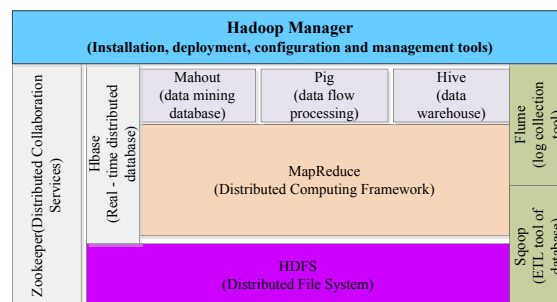 Hadoop Manager
(Installation, deployment, configuration and management tools)
Zookeeper(Distributed Collaboration
Services)
Hbase
(Real - time distributed
database)
Mahout
(data mining
database)
Pig
(data flow
processing)
Hive
(data
warehouse)
MapReduce
(Distributed Computing Framework)
HDFS
(Distributed File System)
Flume
(log collection
tool)
Sqoop
(ETL tool of
database)